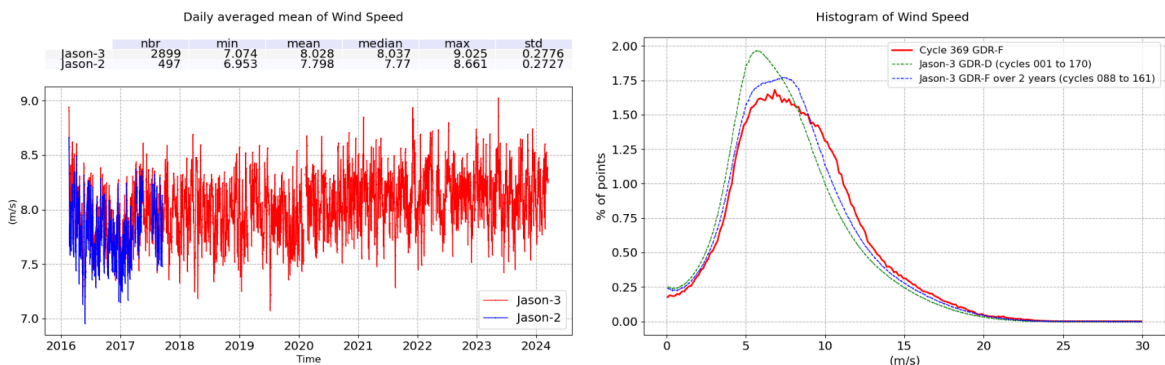 Daily averaged mean of Wind Speed
nbr min mean median max std
Jason-3 2899 7.074 8.028 8.037 9.025 0.2776
Jason-2 497 6.953 7.798 7.77 8.661 0.2727
9.0
8.5
8.0
7.5
7.0
(m/s)
2016 2017 2018 2019 2020 2021 2022 2023 2024
Time
Jason-3
Jason-2
Histogram of Wind Speed
Cycle 369 GDR-F
Jason-3 GDR-D (cycles 001 to 170)
Jason-3 GDR-F over 2 years (cycles 088 to 161)
2.00
1.75
1.50
1.25
1.00
0.75
0.50
0.25
0.00
% of points
0 5 10 15 20 25 30
(m/s)